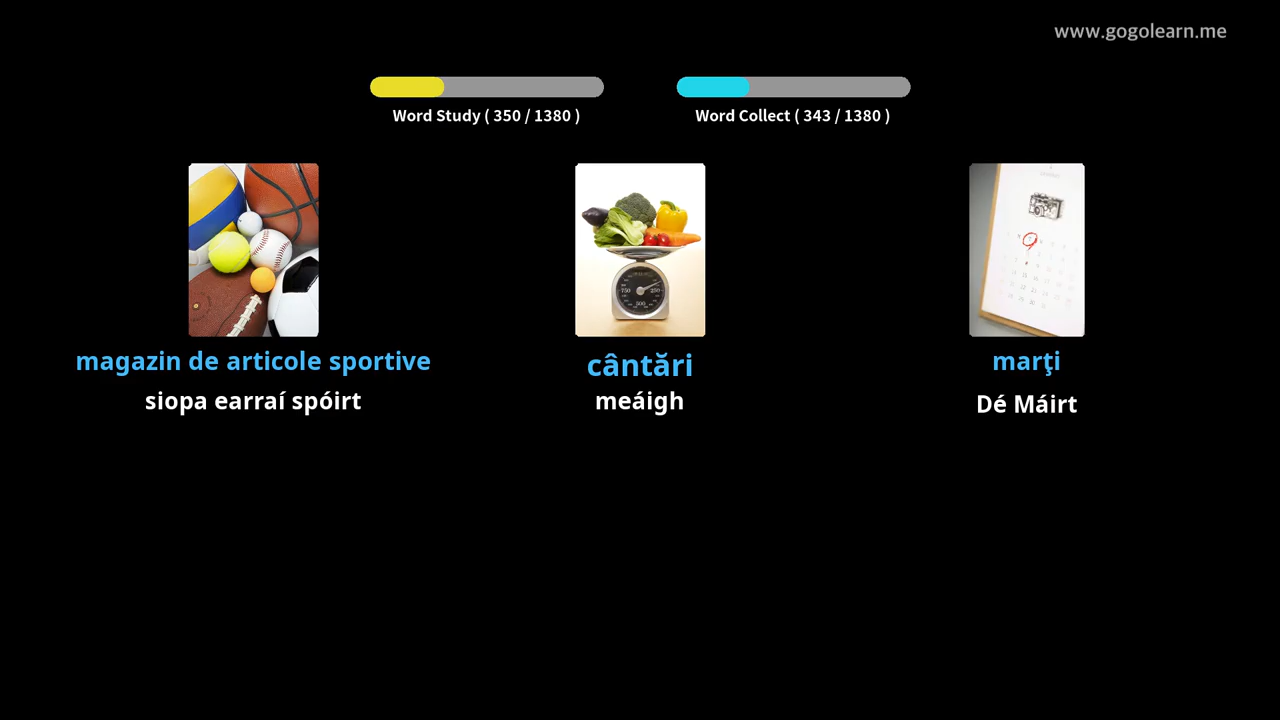 www.gogolearn.me
Word Study ( 350 / 1380 )
Word Collect ( 343 / 1380 )
magazin de articole sportive
siopa earraí spóirt
cântări
meáigh
marţi
Dé Máirt